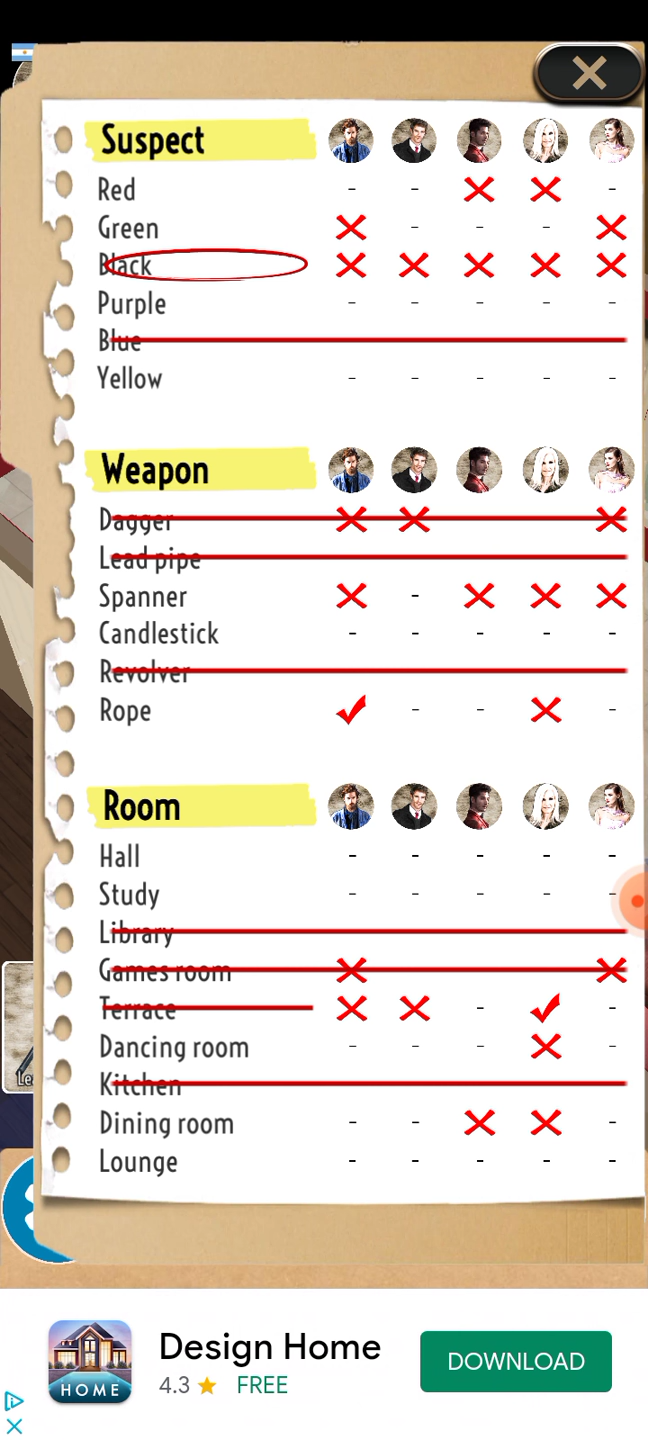 Suspect
Red - - -
Green - - -
Black
Purple - - - - -
Blue
Yellow - - - - -
Weapon
Dagger
Lead pipe
Spanner -
Candlestick - - - - -
Revolver
Rope - - -
Room
Hall - - - - -
Study - - - - -
Library
Games room
Terrace - -
Dancing room - - - -
Kitchen
Dining room - - -
Lounge - - - - -
Le
HOME
Design Home
4.3 ★ FREE
DOWNLOAD